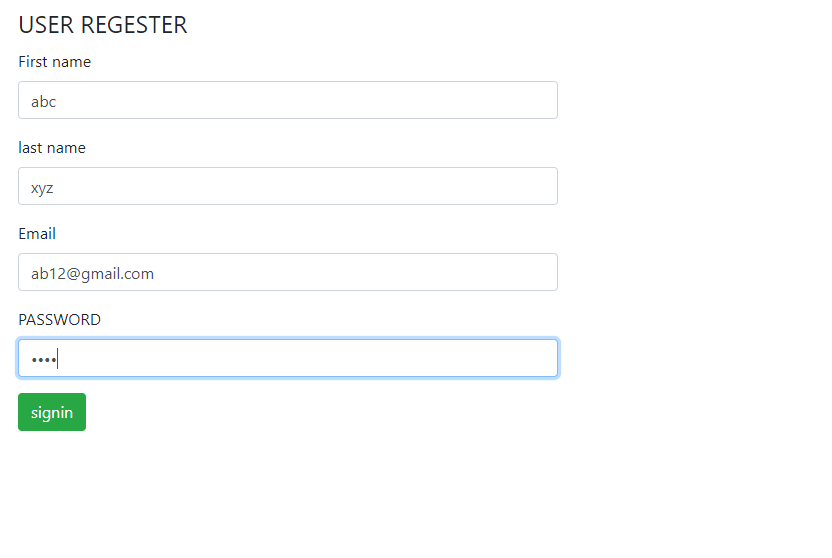 USER REGESTER
First name
abc
last name
xyz
Email
ab12@gmail.com
PASSWORD
••••
signin